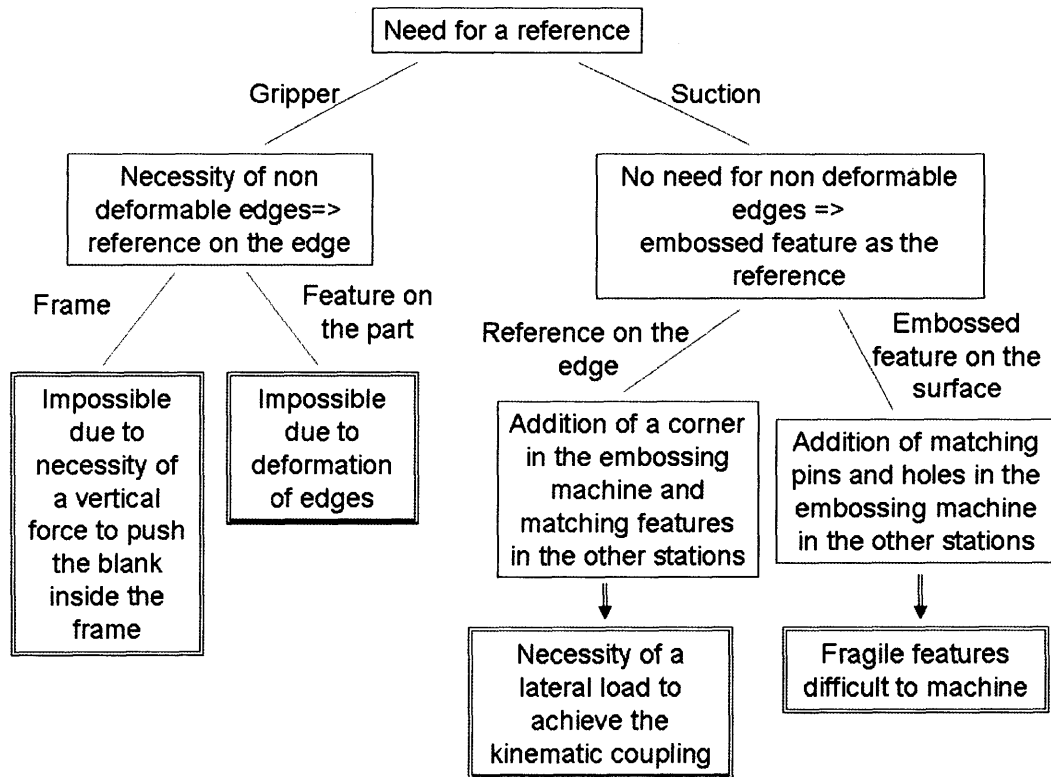 Need for a reference
Gripper
Suction
Necessity of non
deformable edges=>
reference on the edge
No need for non deformable
edges =>
embossed feature as the
reference
Frame
Feature on
the part
Reference on the
edge
Embossed
feature on the
surface
Impossible
due to
necessity of
a vertical
force to push
the blank
inside the
frame
Impossible
due to
deformation
of edges
Addition of a corner
in the embossing
machine and
matching features
in the other stations
Addition of matching
pins and holes in the
embossing machine
in the other stations
Necessity of a
lateral load to
achieve the
kinematic coupling
Fragile features
difficult to machine